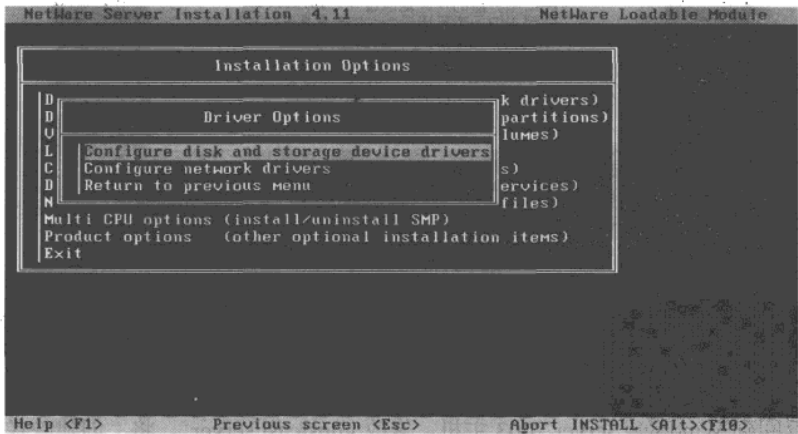 NetWare Server Installation 4.11 NetWare Loadable Module
Installation Options
D k drivers)
D Driver Options partitions)
V lumes)
L Configure disk and storage device drivers
C Configure network drivers s)
D Return to previous menu ervices)
N files)
Multi CPU options (install/uninstall SMP)
Product options (other optional installation items)
Exit
Help <F1> Previous screen <Esc> Abort INSTALL <Alt><F10>